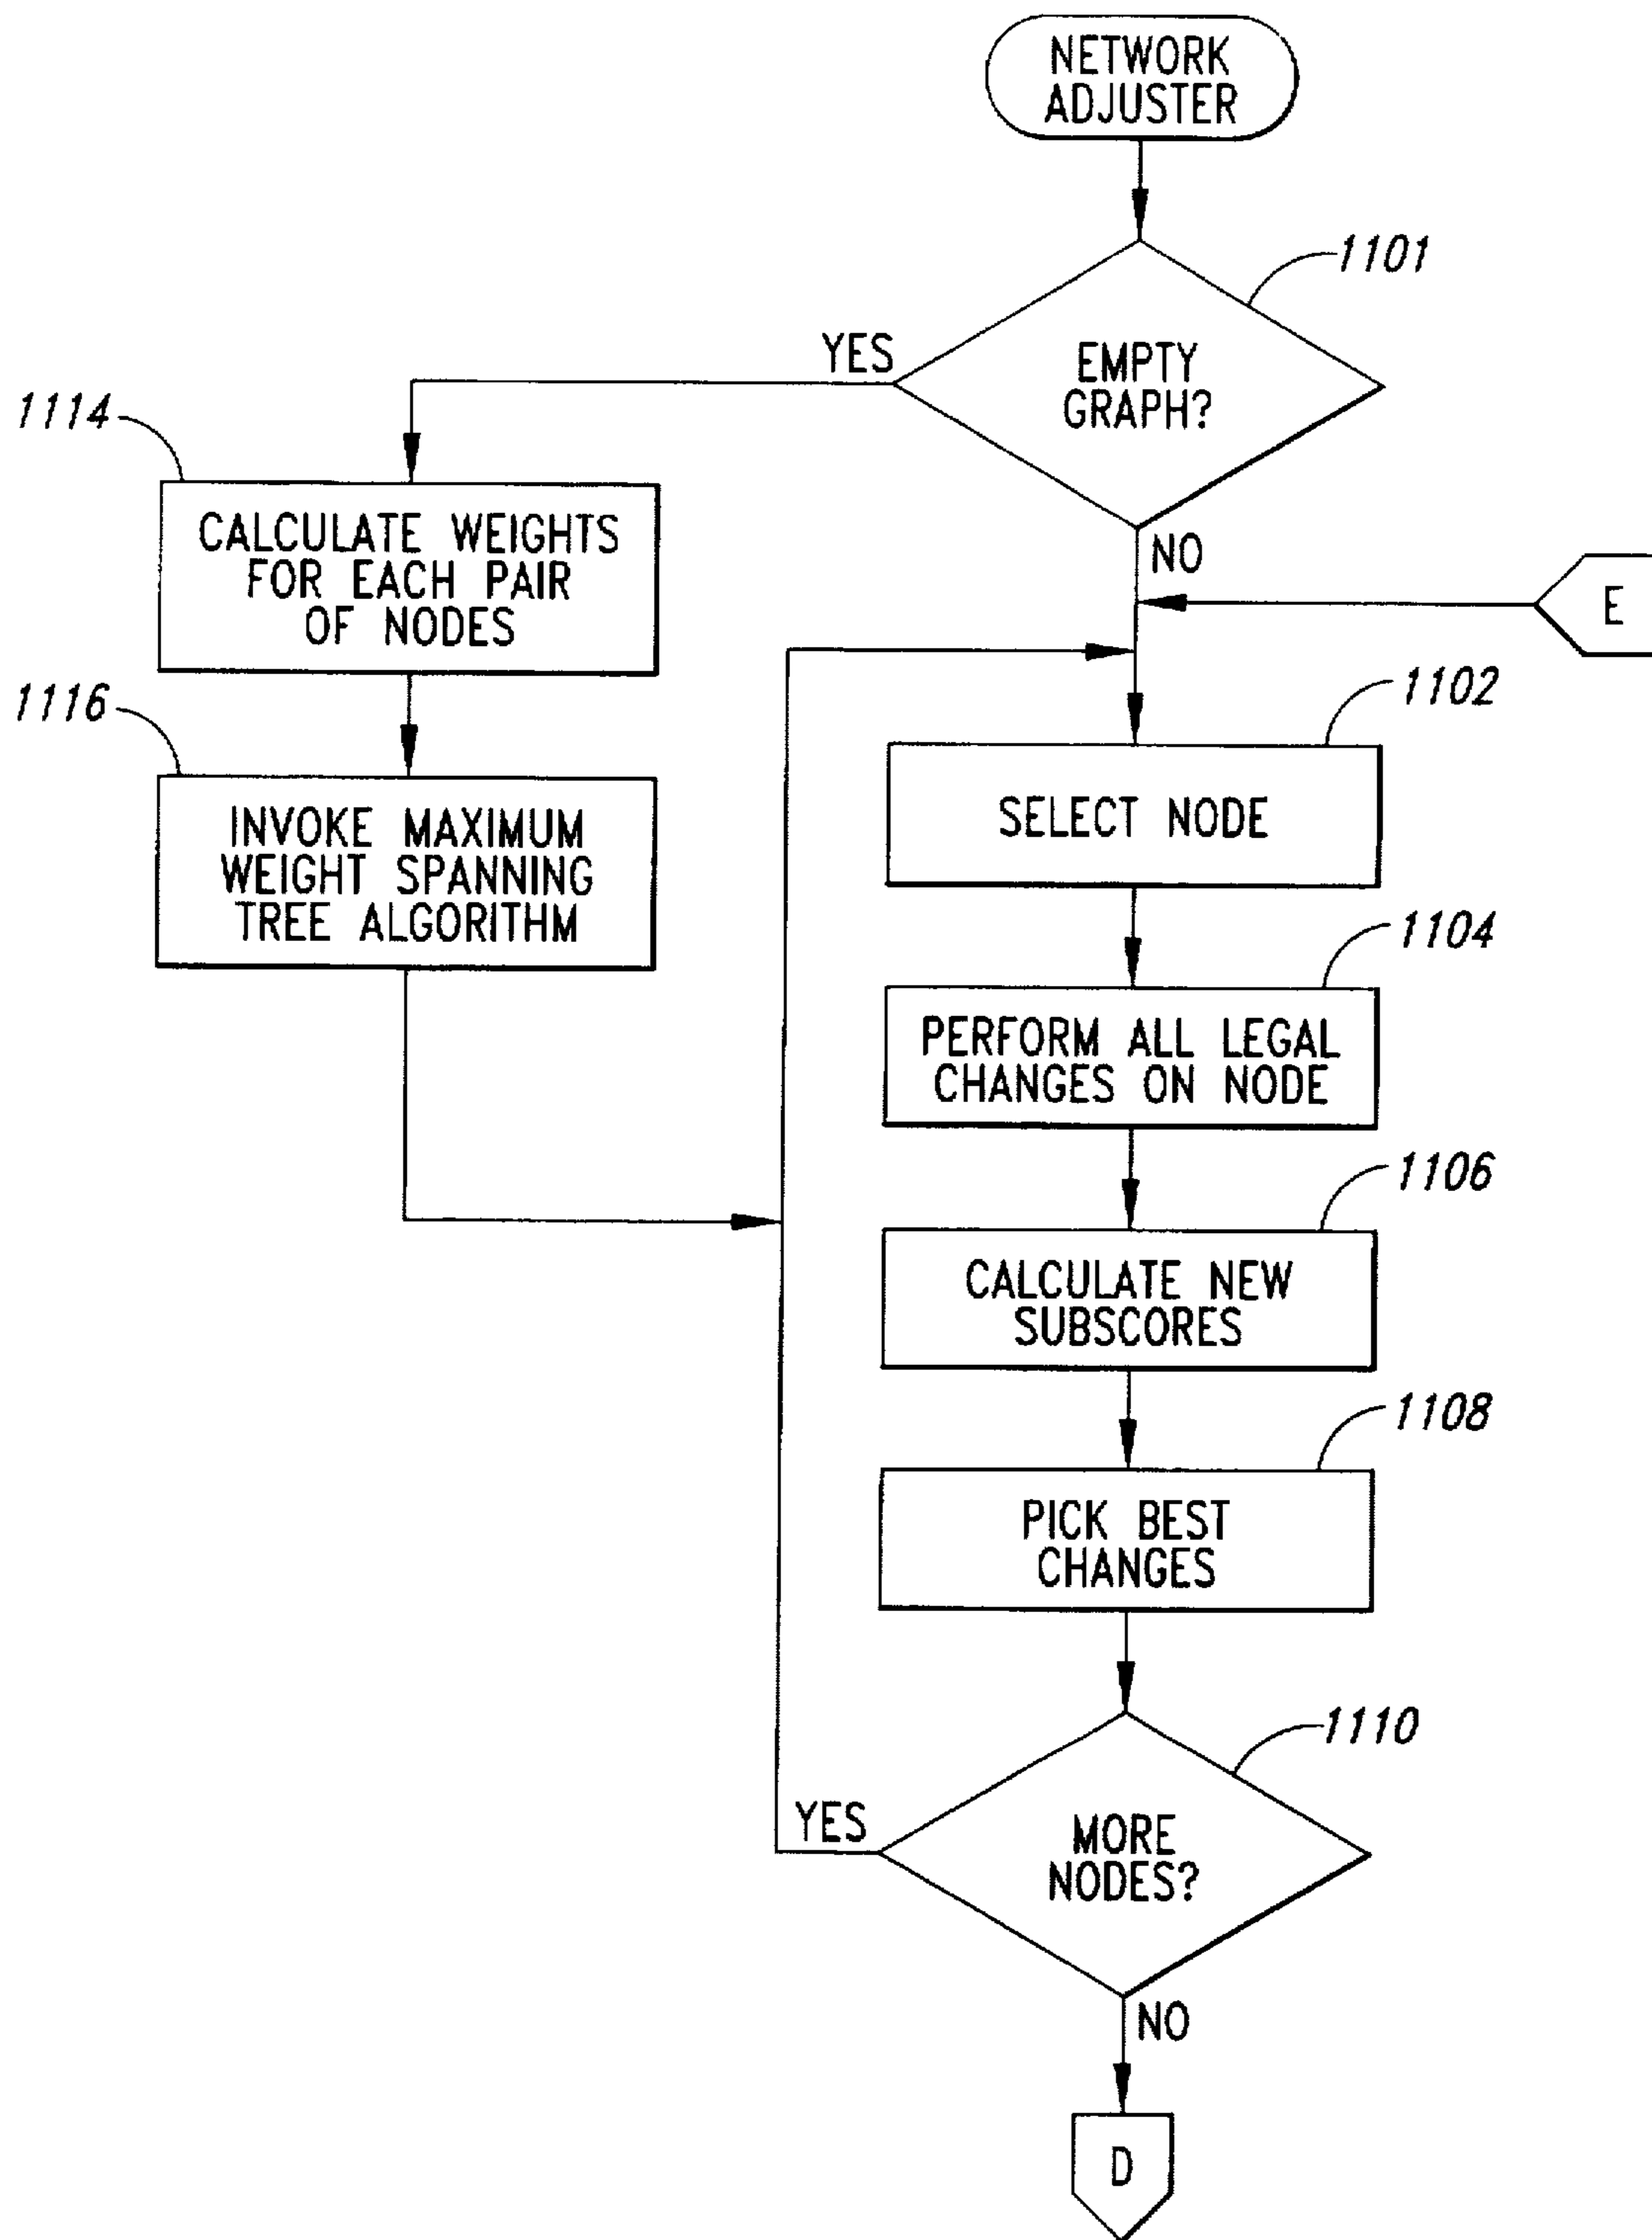 NETWORK
ADJUSTER
1101
EMPTY
GRAPH?
YES
NO
E
1114
CALCULATE WEIGHTS
FOR EACH PAIR
OF NODES
1116
INVOKE MAXIMUM
WEIGHT SPANNING
TREE ALGORITHM
1102
SELECT NODE
1104
PERFORM ALL LEGAL
CHANGES ON NODE
1106
CALCULATE NEW
SUBSCORES
1108
PICK BEST
CHANGES
1110
MORE
NODES?
YES
NO
D